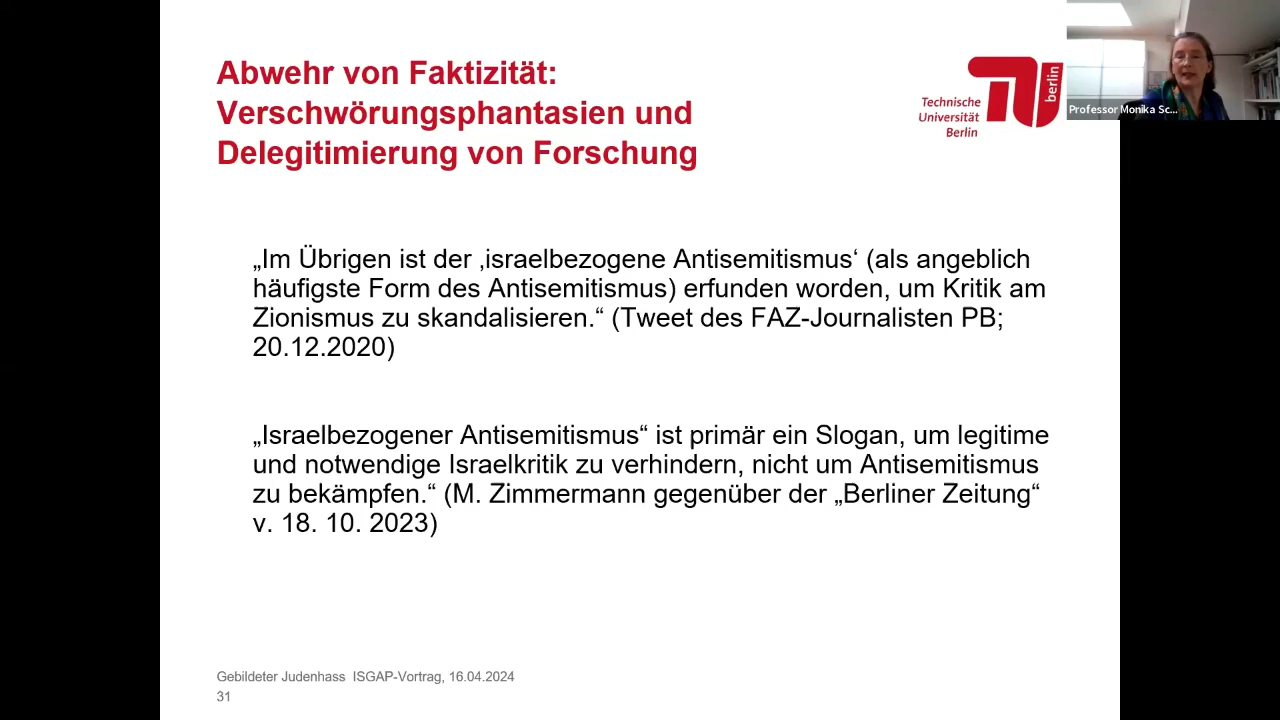 Abwehr von Faktizität:
Verschwörungsphantasien und
Delegitimierung von Forschung
Technische
Universität
Berlin
berlin
Professor Monika Sc...
„Im Übrigen ist der ‚israelbezogene Antisemitismus‘ (als angeblich
häufigste Form des Antisemitismus) erfunden worden, um Kritik am
Zionismus zu skandalisieren.“ (Tweet des FAZ-Journalisten PB;
20.12.2020)
„Israelbezogener Antisemitismus“ ist primär ein Slogan, um legitime
und notwendige Israelkritik zu verhindern, nicht um Antisemitismus
zu bekämpfen.“ (M. Zimmermann gegenüber der „Berliner Zeitung“
v. 18. 10. 2023)
Gebildeter Judenhass ISGAP-Vortrag, 16.04.2024
31